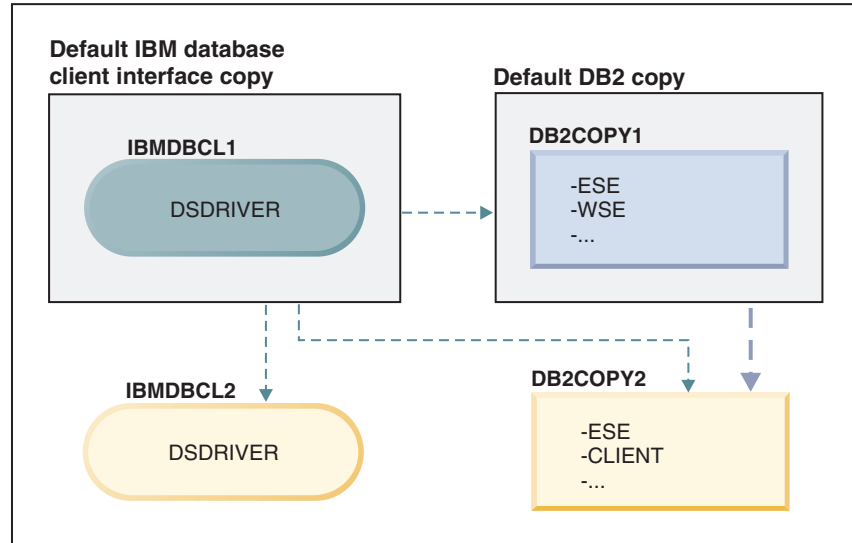 Default IBM database
client interface copy
IBMDBCL1
DSDRIVER
Default DB2 copy
DB2COPY1
-ESE
-WSE
-...
IBMDBCL2
DSDRIVER
DB2COPY2
-ESE
-CLIENT
-...